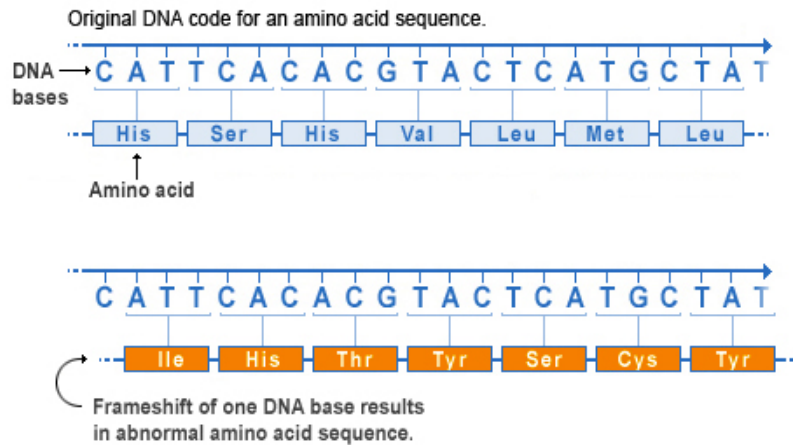 Original DNA code for an amino acid sequence.
DNA bases
C A T T C A C A C G T A C T C A T G C T A T
His Ser His Val Leu Met Leu
Amino acid
C A T T C A C A C G T A C T C A T G C T A T
Ile His Thr Tyr Ser Cys Tyr
Frameshift of one DNA base results
in abnormal amino acid sequence.